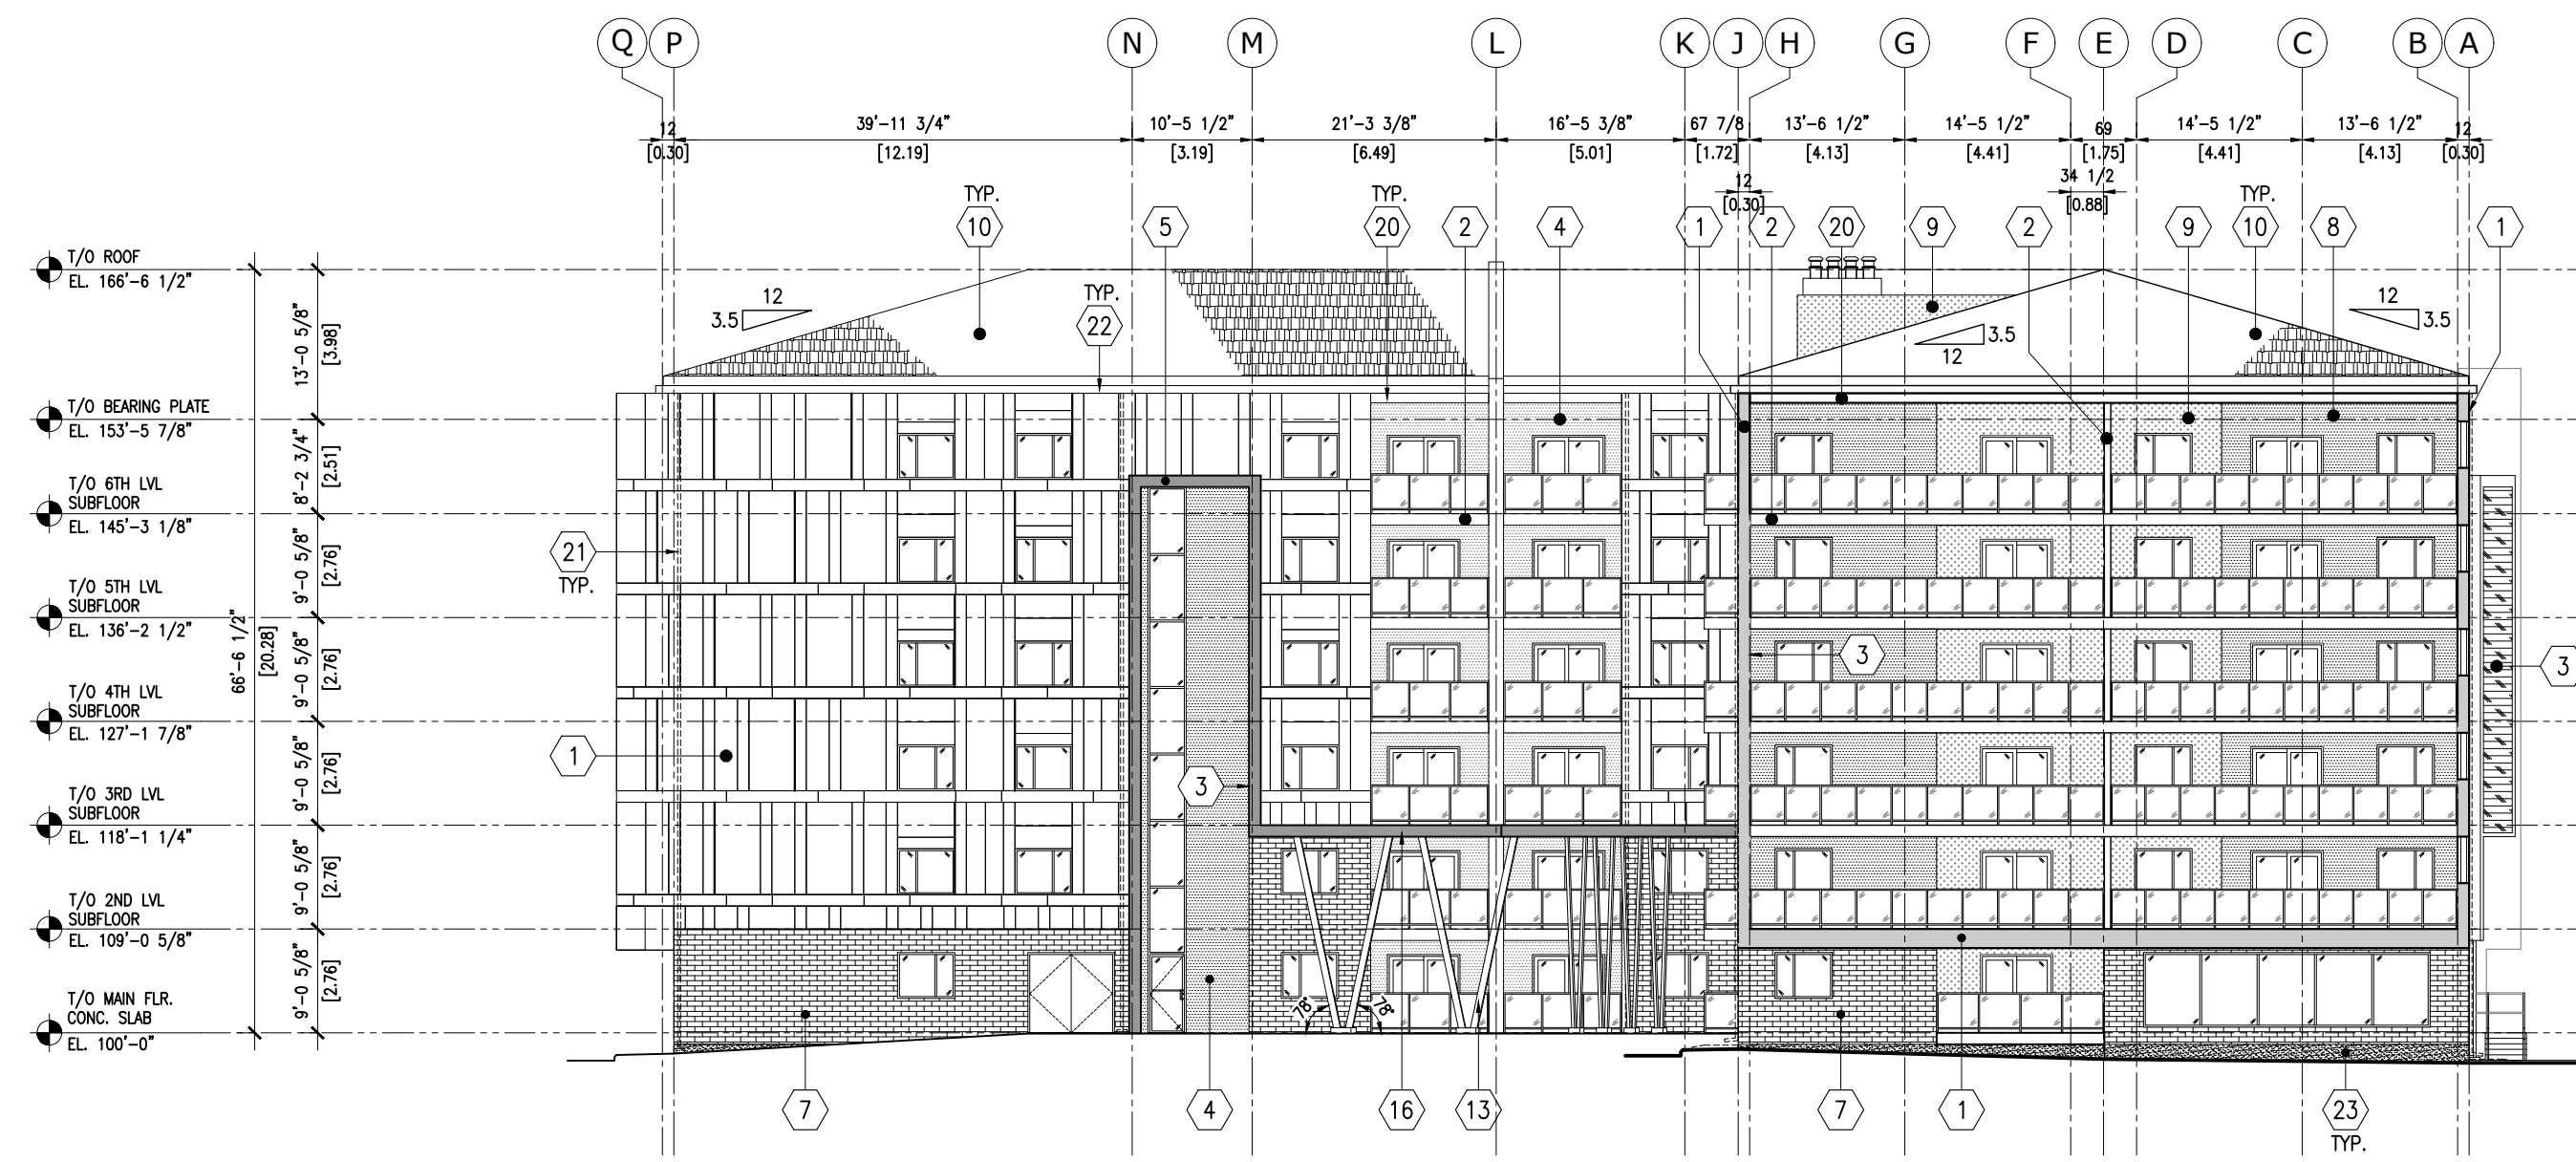 Q P N M L K J H G F E D C B A
12 39'-11 3/4" 10'-5 1/2" 21'-3 3/8" 16'-5 3/8" 67 7/8 13'-6 1/2" 14'-5 1/2" 69 14'-5 1/2" 13'-6 1/2" 12
[0.30] [12.19] [3.19] [6.49] [5.01] [1.72] [4.13] [4.41] [1.75] [4.41] [4.13] [0.30]
12 34 1/2
[0.30] [0.88]
TYP. TYP. TYP.
10 5 20 2 4 1 2 20 9 2 9 10 8 1
T/O ROOF
EL. 166'-6 1/2"
12
3.5
TYP.
22
3.5
12
12
3.5
13'-0 5/8"
[3.98]
T/O BEARING PLATE
EL. 153'-5 7/8"
8'-2 3/4"
[2.51]
T/O 6TH LVL
SUBFLOOR
EL. 145'-3 1/8"
21
TYP.
9'-0 5/8"
[2.76]
T/O 5TH LVL
SUBFLOOR
EL. 136'-2 1/2"
66'-6 1/2"
[20.28]
9'-0 5/8"
[2.76]
3
3
T/O 4TH LVL
SUBFLOOR
EL. 127'-1 7/8"
1
3
9'-0 5/8"
[2.76]
T/O 3RD LVL
SUBFLOOR
EL. 118'-1 1/4"
9'-0 5/8"
[2.76]
T/O 2ND LVL
SUBFLOOR
EL. 109'-0 5/8"
9'-0 5/8"
[2.76]
T/O MAIN FLR.
CONC. SLAB
EL. 100'-0"
78° 78°
7 4 16 13 7 1 23
TYP.